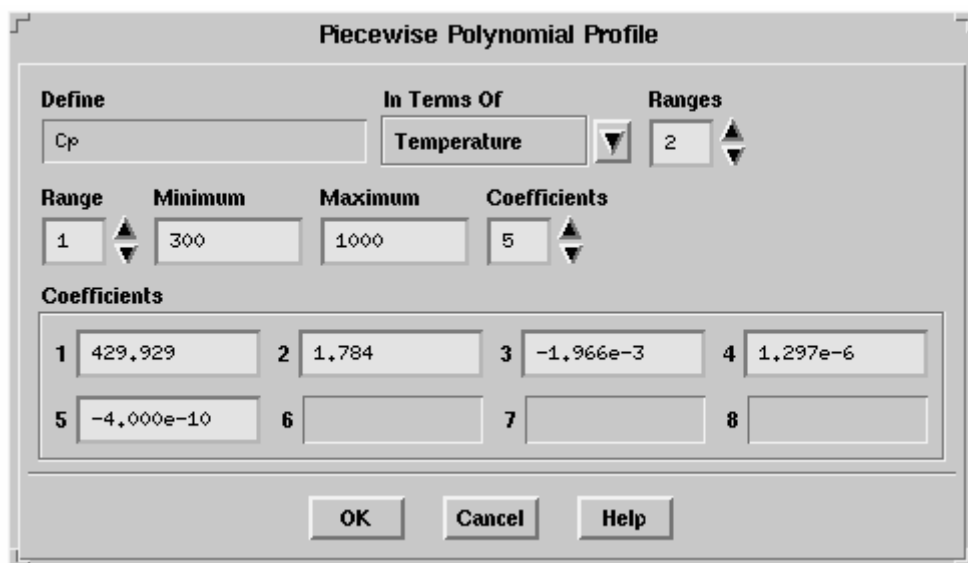 Piecewise Polynomial Profile
Define In Terms Of Ranges
Cp Temperature 2
Range Minimum Maximum Coefficients
1 300 1000 5
Coefficients
1 429.929 2 1.784 3 -1.966e-3 4 1.297e-6
5 -4.000e-10 6 7 8
OK Cancel Help